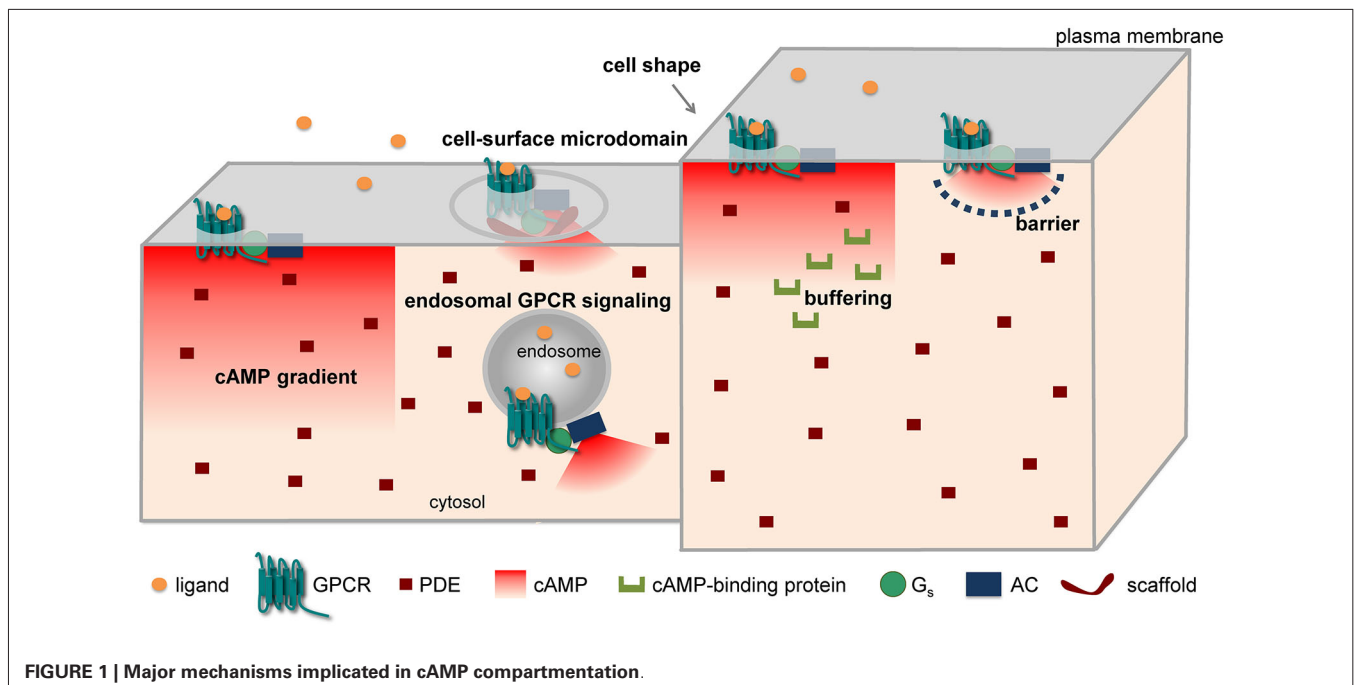 plasma membrane
cell shape
cell-surface microdomain
barrier
endosomal GPCR signaling
buffering
endosome
cAMP gradient
cytosol
ligand GPCR PDE cAMP cAMP-binding protein Gs AC scaffold
FIGURE 1 | Major mechanisms implicated in cAMP compartmentation.